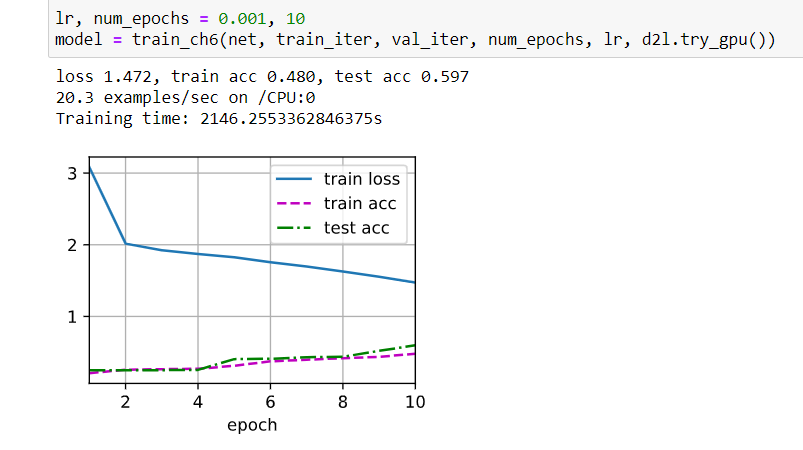 lr, num_epochs = 0.001, 10
model = train_ch6(net, train_iter, val_iter, num_epochs, lr, d2l.try_gpu())
loss 1.472, train acc 0.480, test acc 0.597
20.3 examples/sec on /CPU:0
Training time: 2146.2553362846375s
3
2
1
train loss
train acc
test acc
2 4 6 8 10
epoch